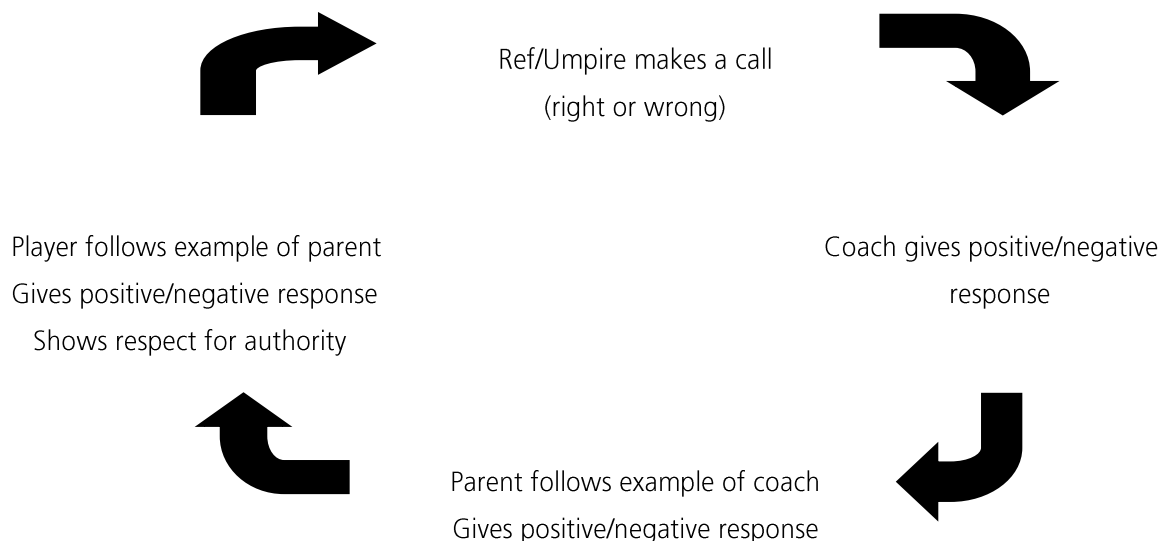 Ref/Umpire makes a call
(right or wrong)
Coach gives positive/negative
response
Parent follows example of coach
Gives positive/negative response
Player follows example of parent
Gives positive/negative response
Shows respect for authority